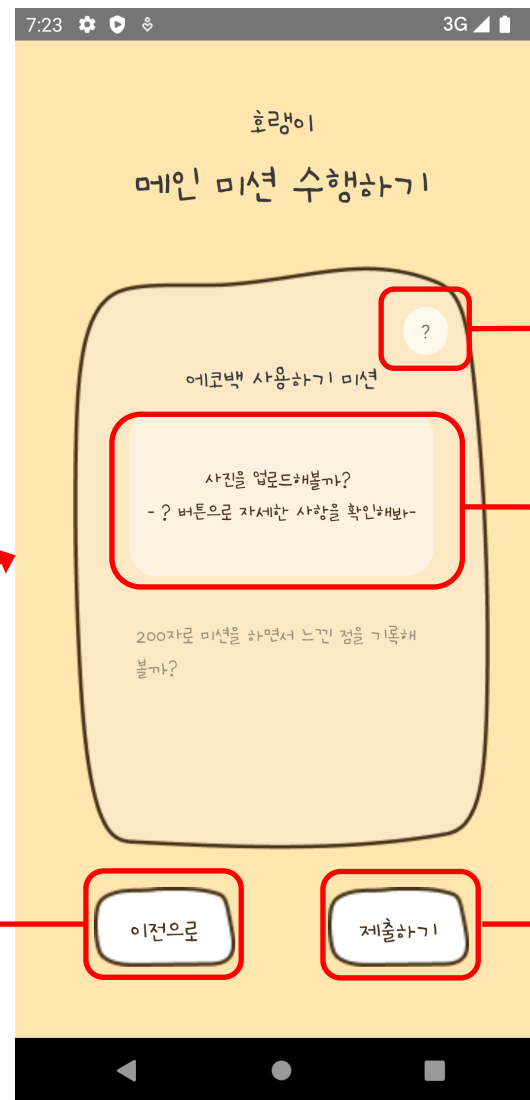 7:23
3G
호랭이
메인 미션 수행하기
?
에코백 사용하기 미션
사진을 업로드해볼까?
- ? 버튼으로 자세한 사항을 확인해봐-
200자로 미션을 하면서 느낀 점을 기록해
볼까?
이전으로
제출하기